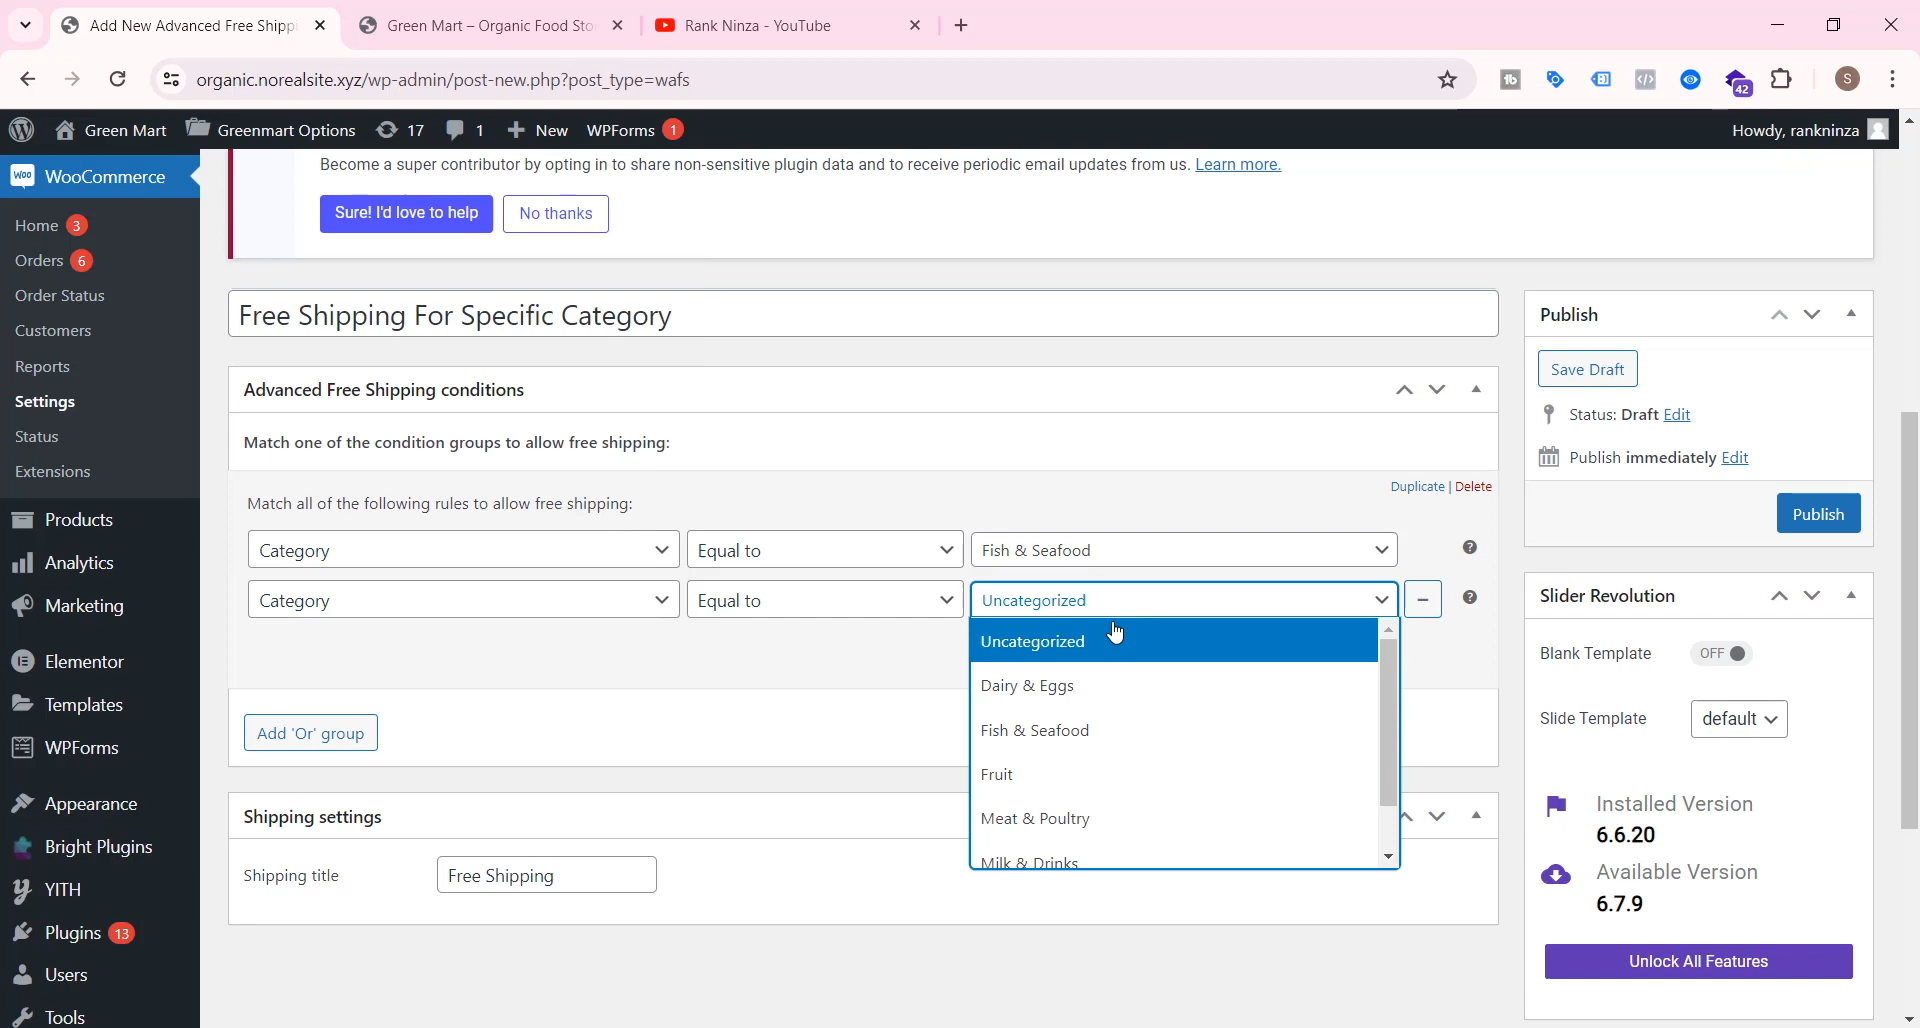 Add New Advanced Free Shippi
Green Mart – Organic Food Sto
Rank Ninza - YouTube
organic.norealsite.xyz/wp-admin/post-new.php?post_type=wafs
42
S
Green Mart
Greenmart Options
17
1
New
WPForms 1
Howdy, rankninza
WooCommerce
Home 3
Orders 6
Order Status
Customers
Reports
Settings
Status
Extensions
Products
Analytics
Marketing
Elementor
Templates
WPForms
Appearance
Bright Plugins
YITH
Plugins 13
Users
Tools
Become a super contributor by opting in to share non-sensitive plugin data and to receive periodic email updates from us. Learn more.
Sure! I'd love to help
No thanks
Free Shipping For Specific Category
Advanced Free Shipping conditions
Match one of the condition groups to allow free shipping:
Duplicate | Delete
Match all of the following rules to allow free shipping:
Category
Equal to
Fish & Seafood
Category
Equal to
Uncategorized
Uncategorized
Dairy & Eggs
Fish & Seafood
Fruit
Meat & Poultry
Milk & Drinks
Add 'Or' group
Shipping settings
Shipping title
Free Shipping
Publish
Save Draft
Status: Draft Edit
Publish immediately Edit
Publish
Slider Revolution
Blank Template
OFF
Slide Template
default
Installed Version
6.6.20
Available Version
6.7.9
Unlock All Features